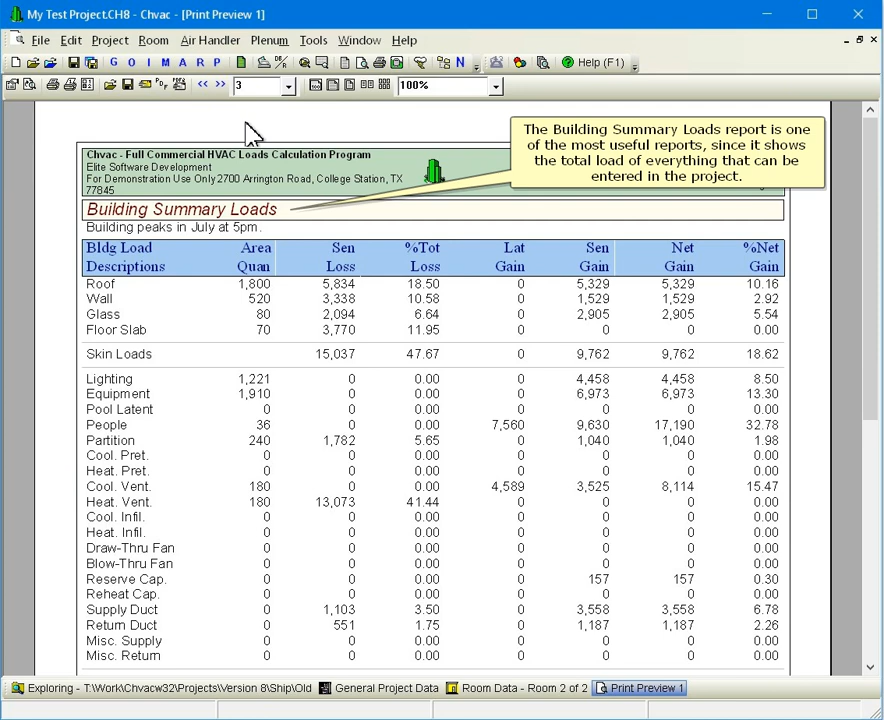 My Test Project.CH8 - Chvac - [Print Preview 1]
File Edit Project Room Air Handler Plenum Tools Window Help
G O I M A R P N Help (F1)
3 100%
The Building Summary Loads report is one
of the most useful reports, since it shows
the total load of everything that can be
entered in the project.
Chvac - Full Commercial HVAC Loads Calculation Program
Elite Software Development
For Demonstration Use Only 2700 Arrington Road, College Station, TX
77845
Building Summary Loads
Building peaks in July at 5pm.
Bldg Load Area Sen %Tot Lat Sen Net %Net
Descriptions Quan Loss Loss Gain Gain Gain Gain
Roof 1,800 5,834 18.50 0 5,329 5,329 10.16
Wall 520 3,338 10.58 0 1,529 1,529 2.92
Glass 80 2,094 6.64 0 2,905 2,905 5.54
Floor Slab 70 3,770 11.95 0 0 0 0.00
Skin Loads 15,037 47.67 0 9,762 9,762 18.62
Lighting 1,221 0 0.00 0 4,458 4,458 8.50
Equipment 1,910 0 0.00 0 6,973 6,973 13.30
Pool Latent 0 0 0.00 0 0 0 0.00
People 36 0 0.00 7,560 9,630 17,190 32.78
Partition 240 1,782 5.65 0 1,040 1,040 1.98
Cool. Pret. 0 0 0.00 0 0 0 0.00
Heat. Pret. 0 0 0.00 0 0 0 0.00
Cool. Vent. 180 0 0.00 4,589 3,525 8,114 15.47
Heat. Vent. 180 13,073 41.44 0 0 0 0.00
Cool. Infil. 0 0 0.00 0 0 0 0.00
Heat. Infil. 0 0 0.00 0 0 0 0.00
Draw-Thru Fan 0 0 0.00 0 0 0 0.00
Blow-Thru Fan 0 0 0.00 0 0 0 0.00
Reserve Cap. 0 0 0.00 0 157 157 0.30
Reheat Cap. 0 0 0.00 0 0 0 0.00
Supply Duct 0 1,103 3.50 0 3,558 3,558 6.78
Return Duct 0 551 1.75 0 1,187 1,187 2.26
Misc. Supply 0 0 0.00 0 0 0 0.00
Misc. Return 0 0 0.00 0 0 0 0.00
Exploring - T:\Work\Chvacw32\Projects\Version 8\Ship\Old General Project Data Room Data - Room 2 of 2 Print Preview 1